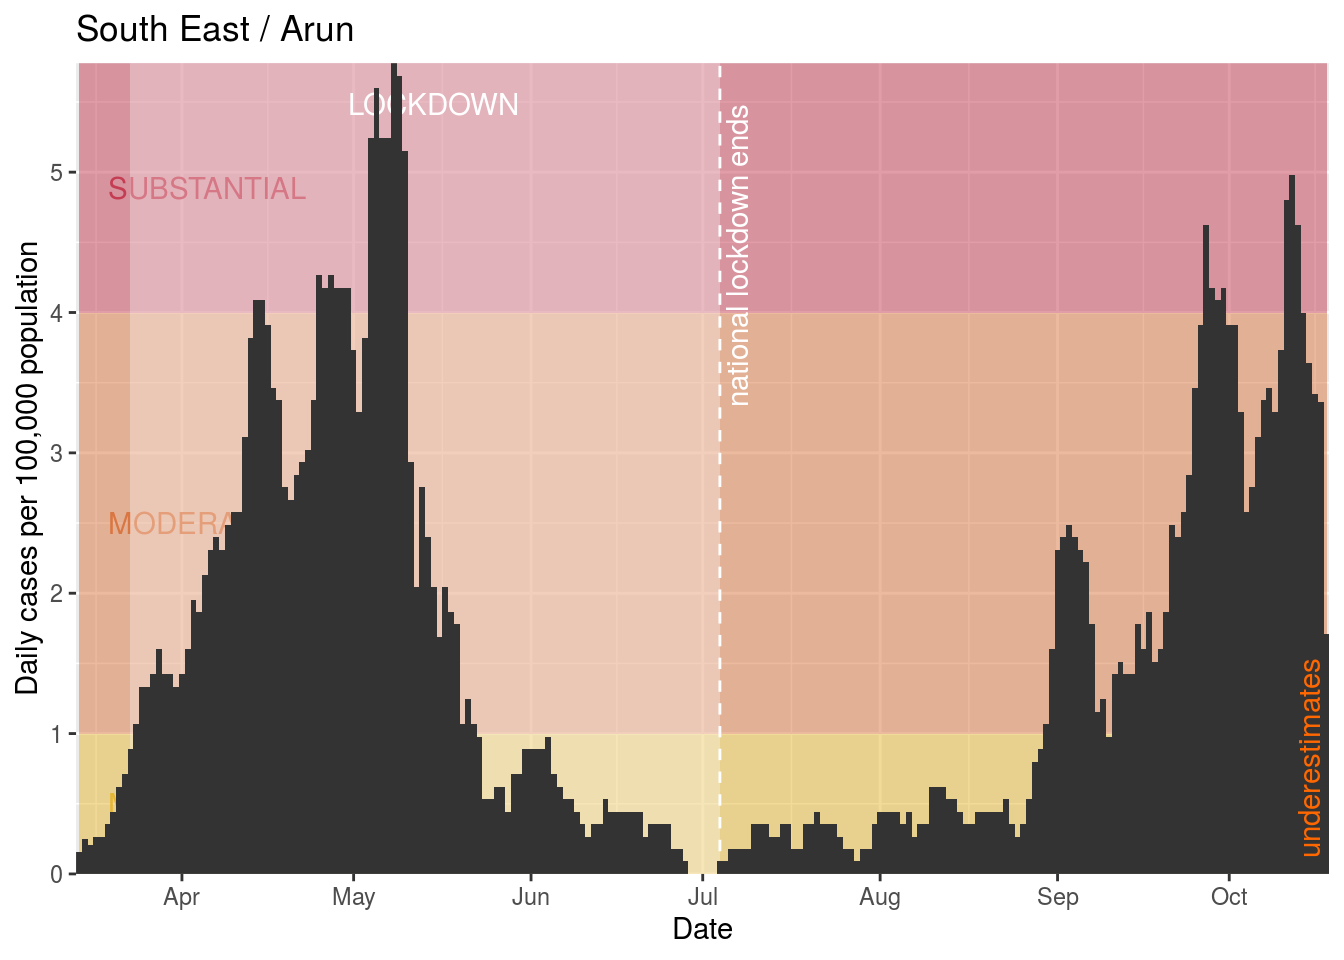 South East / Arun
LOCKDOWN
SUBSTANTIAL
national lockdown ends
underestimates
Daily cases per 100,000 population
5
4
3
2
1
0
Apr
May
Jun
Jul
Aug
Sep
Oct
Date